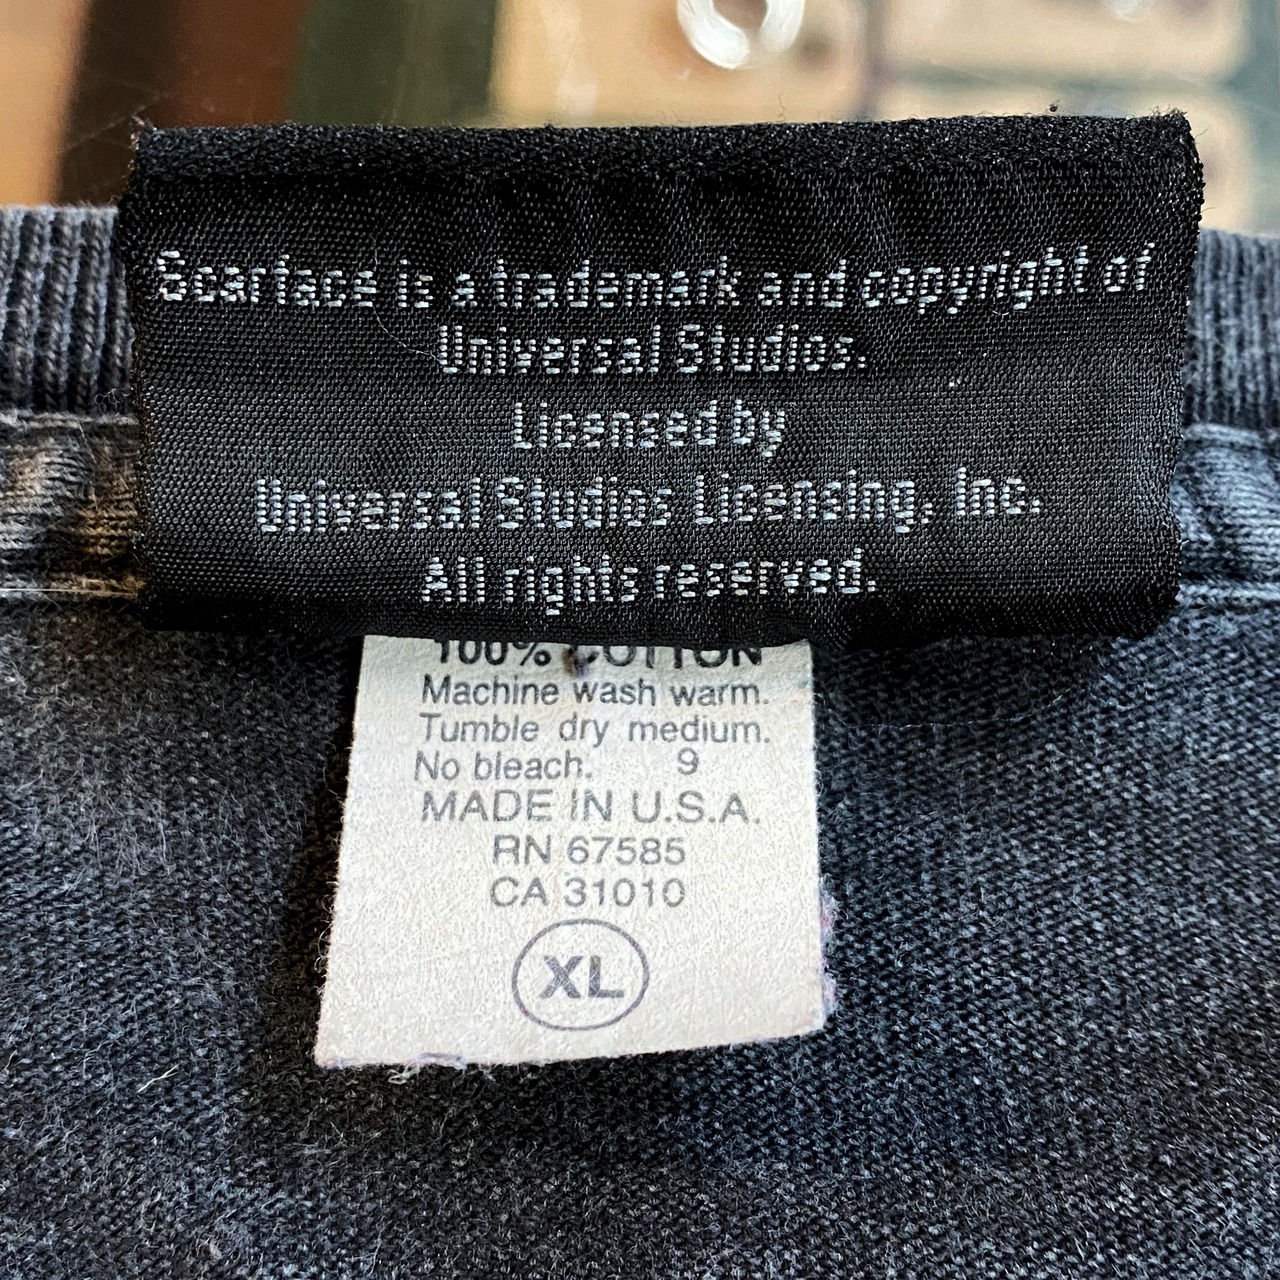 Scarface is a trademark and copyright of
Universal Studios.
Licensed by
Universal Studios Licensing, Inc.
All rights reserved.
100% COTTON
Machine wash warm.
Tumble dry medium.
No bleach. 9
MADE IN U.S.A.
RN 67585
CA 31010
XL